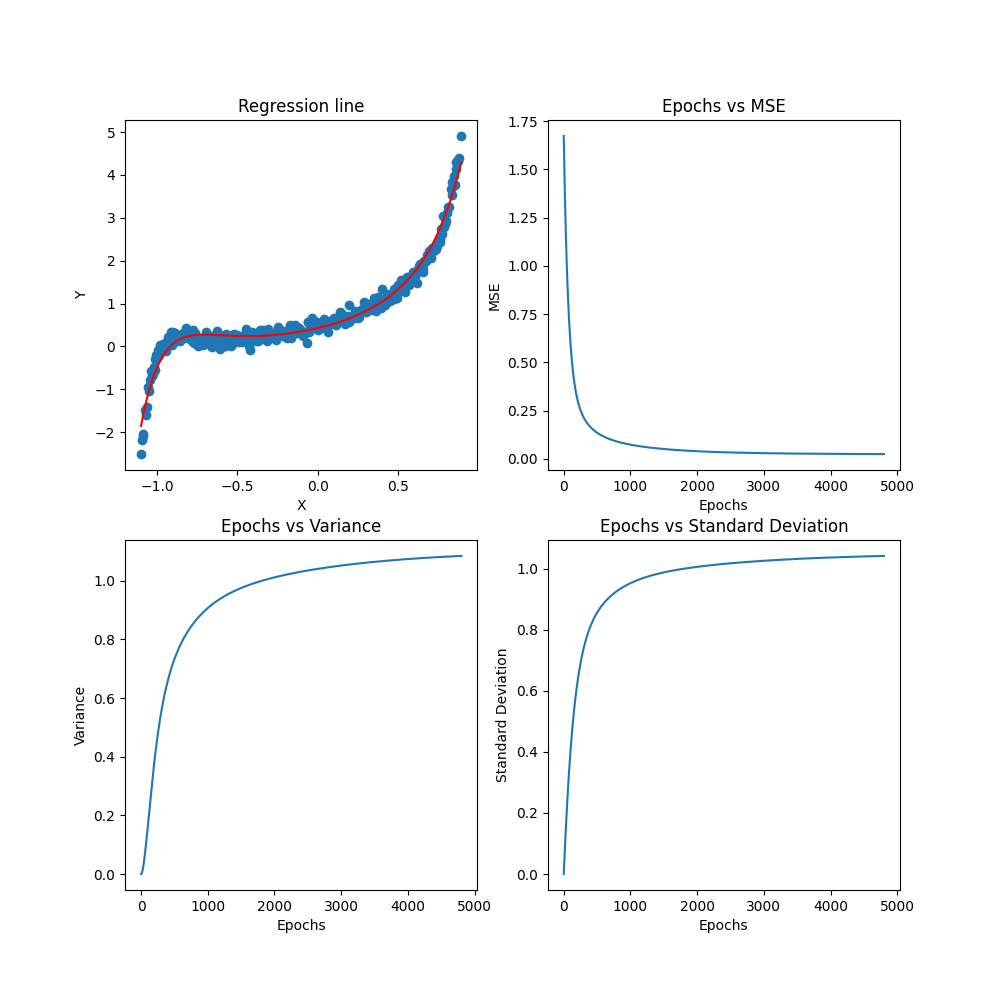 Regression line
Y
5
4
3
2
1
0
−1
−2
−1.0 −0.5 0.0 0.5
X
Epochs vs MSE
MSE
1.75
1.50
1.25
1.00
0.75
0.50
0.25
0.00
0 1000 2000 3000 4000 5000
Epochs
Epochs vs Variance
Variance
1.0
0.8
0.6
0.4
0.2
0.0
0 1000 2000 3000 4000 5000
Epochs
Epochs vs Standard Deviation
Standard Deviation
1.0
0.8
0.6
0.4
0.2
0.0
0 1000 2000 3000 4000 5000
Epochs